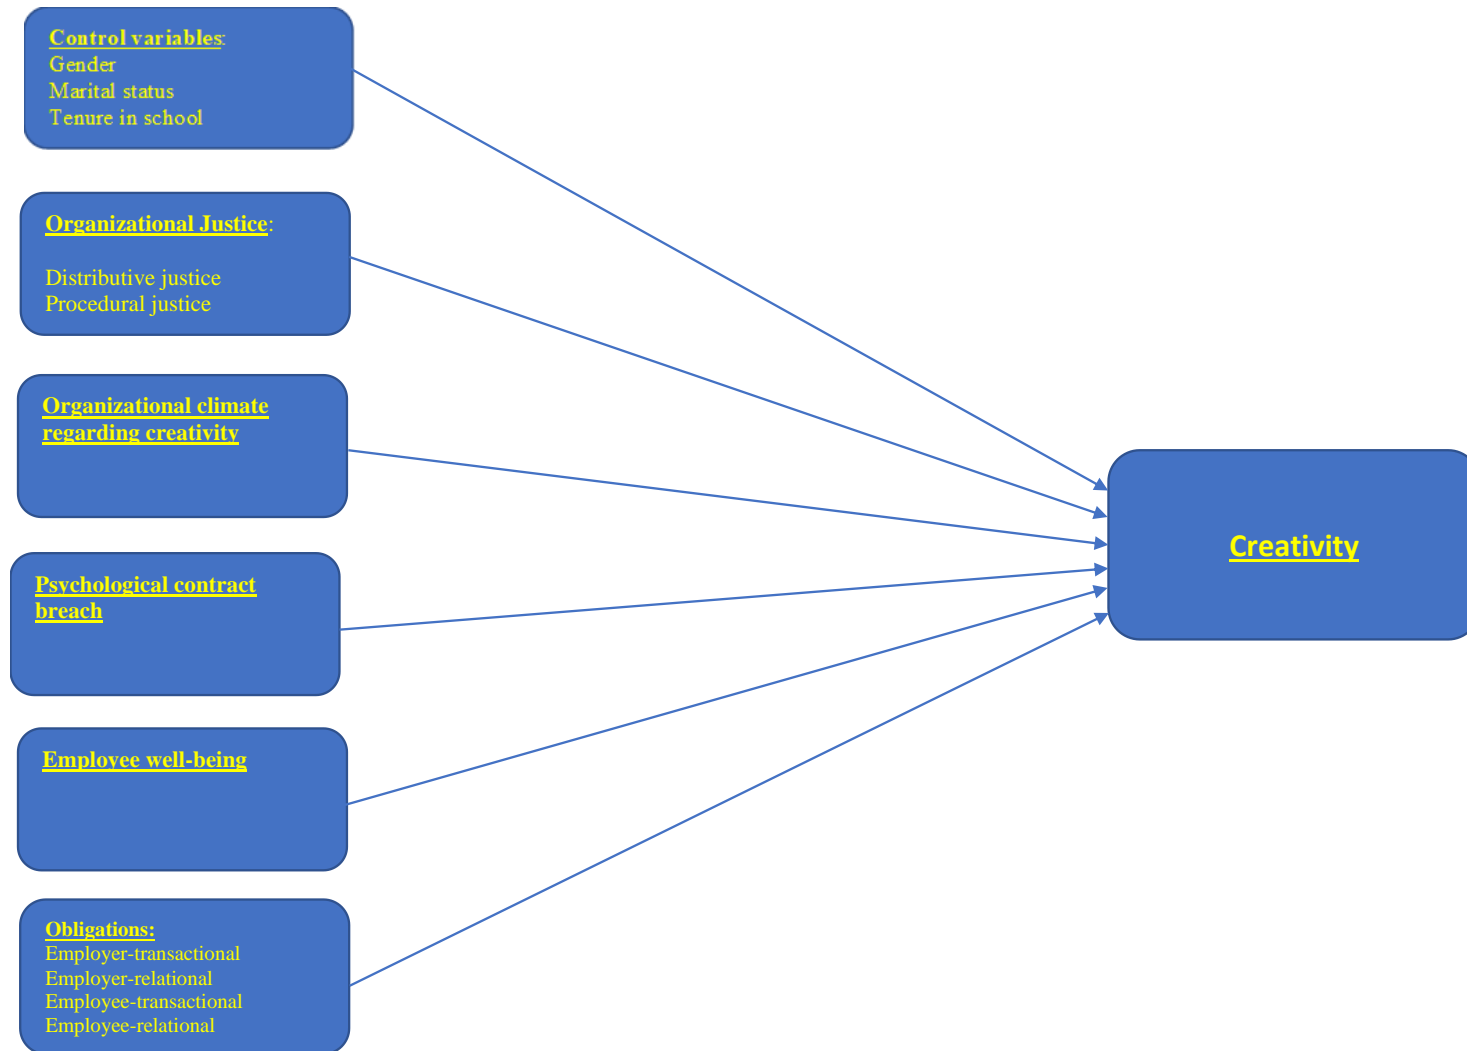 Control variables:
Gender
Marital status
Tenure in school
Organizational Justice:
Distributive justice
Procedural justice
Organizational climate
regarding creativity
Psychological contract
breach
Employee well-being
Obligations:
Employer-transactional
Employer-relational
Employee-transactional
Employee-relational
Creativity